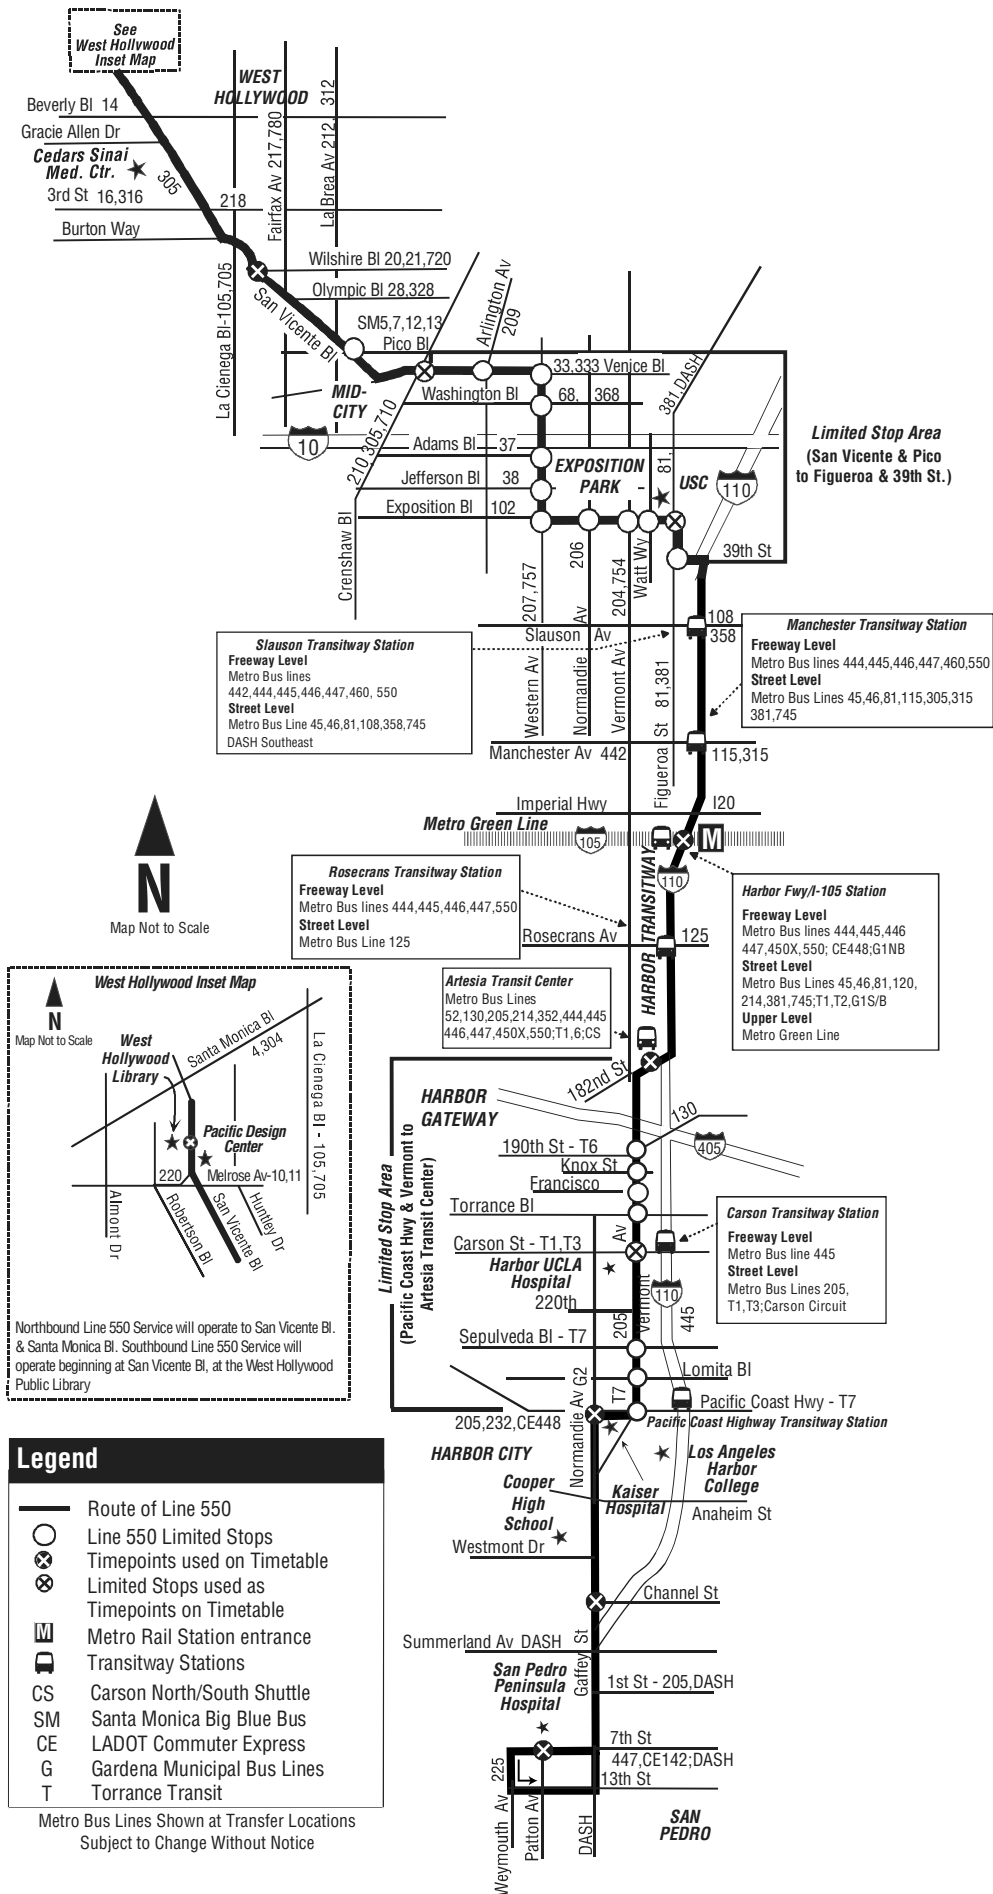 See
West Hollywood
Inset Map
WEST
HOLLYWOOD
Beverly Bl 14
Gracie Allen Dr
Cedars Sinai
Med. Ctr.
305
3rd St 16,316
218
Burton Way
La Cienega Bl-105,705
Fairfax Av 217,780
La Brea Av 212, 312
Wilshire Bl 20,21,720
Olympic Bl 28,328
San Vicente Bl
SM5,7,12,13
Pico Bl
Arlington Av
209
33,333 Venice Bl
MID-
CITY
Washington Bl
68, 368
381,DASH
81,
10
210,305,710
Adams Bl 37
Jefferson Bl 38
Exposition Bl 102
EXPOSITION
PARK
USC
110
Limited Stop Area
(San Vicente & Pico
to Figueroa & 39th St.)
Crenshaw Bl
206
Watt Wy
39th St
207,757
204,754
Western Av
Normandie Av
Vermont Av
81,381
Figueroa St
Slauson Av
108
358
Slauson Transitway Station
Freeway Level
Metro Bus lines
442,444,445,446,447,460, 550
Street Level
Metro Bus Line 45,46,81,108,358,745
DASH Southeast
Manchester Transitway Station
Freeway Level
Metro Bus lines 444,445,446,447,460,550
Street Level
Metro Bus Lines 45,46,81,115,305,315
381,745
Manchester Av 442
115,315
Imperial Hwy
I20
Metro Green Line
105
M
HARBOR TRANSITWAY
110
N
Map Not to Scale
Rosecrans Transitway Station
Freeway Level
Metro Bus lines 444,445,446,447,550
Street Level
Metro Bus Line 125
Rosecrans Av
125
Harbor Fwy/I-105 Station
Freeway Level
Metro Bus lines 444,445,446
447,450X,550; CE448;G1NB
Street Level
Metro Bus Lines 45,46,81,120,
214,381,745;T1,T2,G1S/B
Upper Level
Metro Green Line
Artesia Transit Center
Metro Bus Lines
52,130,205,214,352,444,445
446,447,450X,550;T1,6;CS
West Hollywood Inset Map
N
Map Not to Scale
West
Hollywood
Library
Santa Monica Bl
4,304
La Cienega Bl - 105,705
Pacific Design
Center
220
Melrose Av-10,11
Almont Dr
Robertson Bl
San Vicente Bl
Huntley Dr
Northbound Line 550 Service will operate to San Vicente Bl.
& Santa Monica Bl. Southbound Line 550 Service will
operate beginning at San Vicente Bl, at the West Hollywood
Public Library
182nd St
HARBOR
GATEWAY
130
405
Limited Stop Area
(Pacific Coast Hwy & Vermont to
Artesia Transit Center)
190th St - T6
Knox St
Francisco
Torrance Bl
Carson St - T1,T3
Harbor UCLA
Hospital
220th
Sepulveda Bl - T7
205
Vermont Av
110
445
Carson Transitway Station
Freeway Level
Metro Bus line 445
Street Level
Metro Bus Lines 205,
T1,T3;Carson Circuit
Lomita Bl
T7
Normandie Av G2
Pacific Coast Hwy - T7
Pacific Coast Highway Transitway Station
205,232,CE448
HARBOR CITY
Los Angeles
Harbor
College
Kaiser
Hospital
Cooper
High
School
Anaheim St
Westmont Dr
Channel St
Summerland Av DASH
Gaffey St
San Pedro
Peninsula
Hospital
1st St - 205,DASH
7th St
447,CE142;DASH
13th St
225
Weymouth Av
Patton Av
DASH
SAN
PEDRO
Legend
Route of Line 550
Line 550 Limited Stops
Timepoints used on Timetable
Limited Stops used as
Timepoints on Timetable
M Metro Rail Station entrance
Transitway Stations
CS Carson North/South Shuttle
SM Santa Monica Big Blue Bus
CE LADOT Commuter Express
G Gardena Municipal Bus Lines
T Torrance Transit
Metro Bus Lines Shown at Transfer Locations
Subject to Change Without Notice